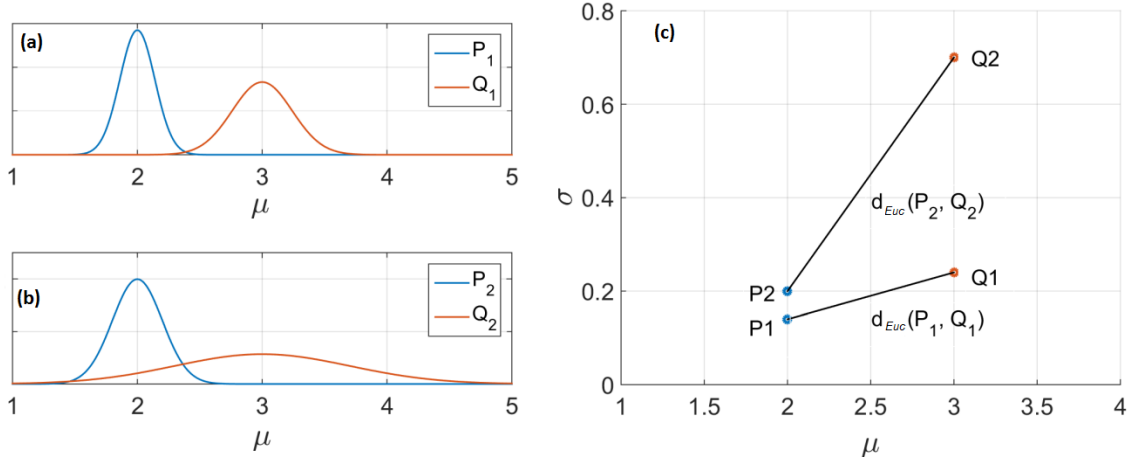 (a)
P₁
Q₁
1 2 3 4 5
μ
(b)
P₂
Q₂
1 2 3 4 5
μ
(c)
0.8
0.6
0.4
0.2
0
σ
Q2
d_Euc(P₂, Q₂)
P2
Q1
P1
d_Euc(P₁, Q₁)
1 1.5 2 2.5 3 3.5 4
μ